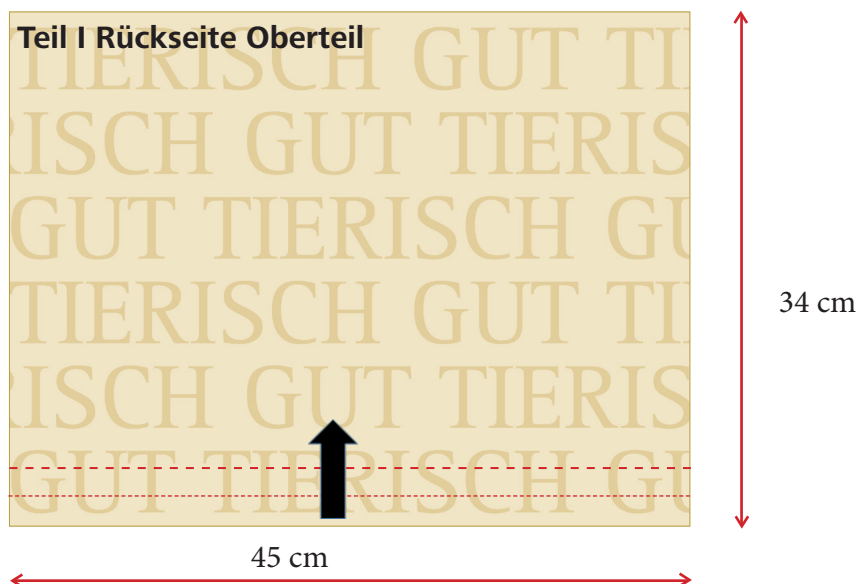 Teil I Rückseite Oberteil
TIERISCH GUT TI
RISCH GUT TIERIS
GUT TIERISCH GU
TIERISCH GUT TI
RISCH GUT TIERIS
GUT TIERISCH GU
34 cm
45 cm